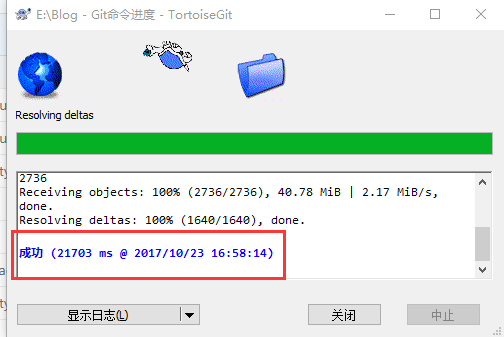 E:\Blog - Git命令进度 - TortoiseGit
Resolving deltas
2736
Receiving objects: 100% (2736/2736), 40.78 MiB | 2.17 MiB/s,
done.
Resolving deltas: 100% (1640/1640), done.
成功 (21703 ms @ 2017/10/23 16:58:14)
显示日志(L)
关闭
中止